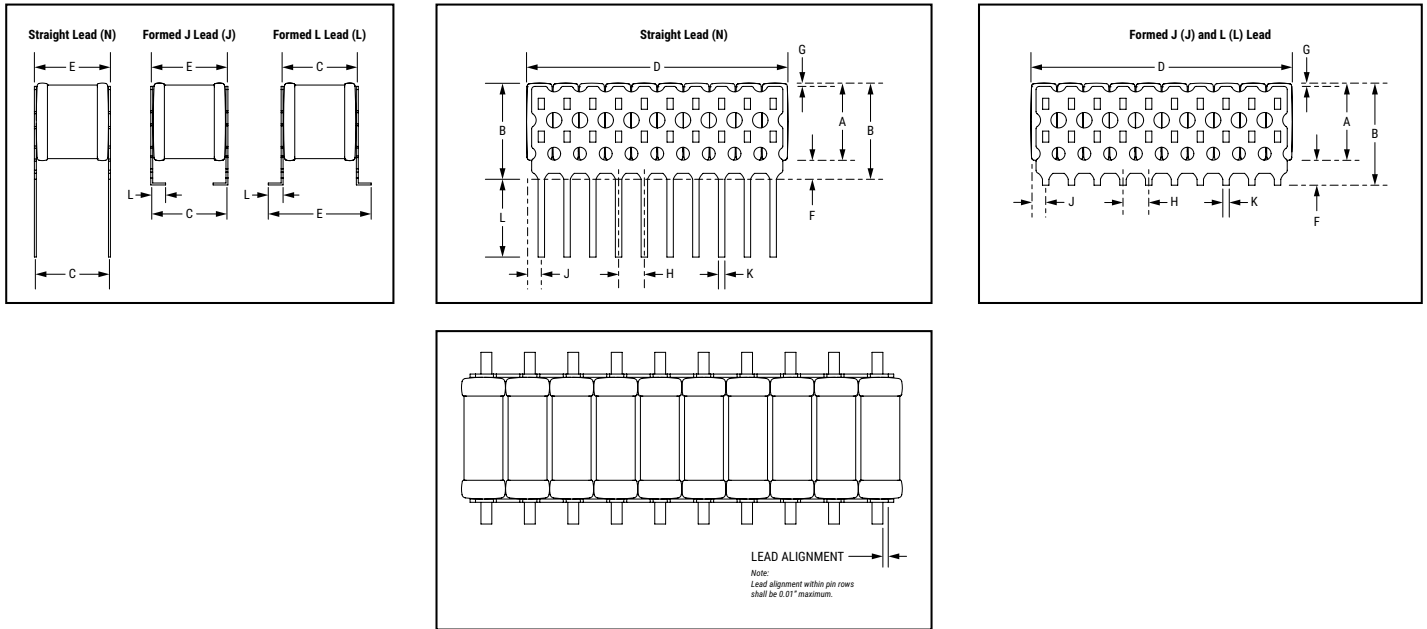 Straight Lead (N)
Formed J Lead (J)
Formed L Lead (L)
E
E
C
L
L
C
E
C
Straight Lead (N)
G
D
B
A
B
L
F
J
H
K
Formed J (J) and L (L) Lead
G
D
A
B
J
H
K
F
LEAD ALIGNMENT
Note:
Lead alignment within pin rows
shall be 0.01" maximum.